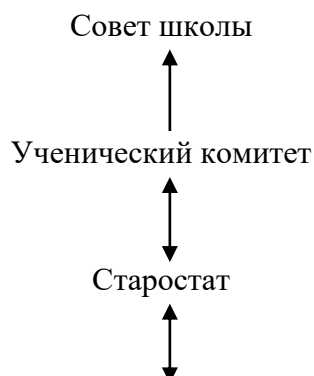 Совет школы
Ученический комитет
Старостат